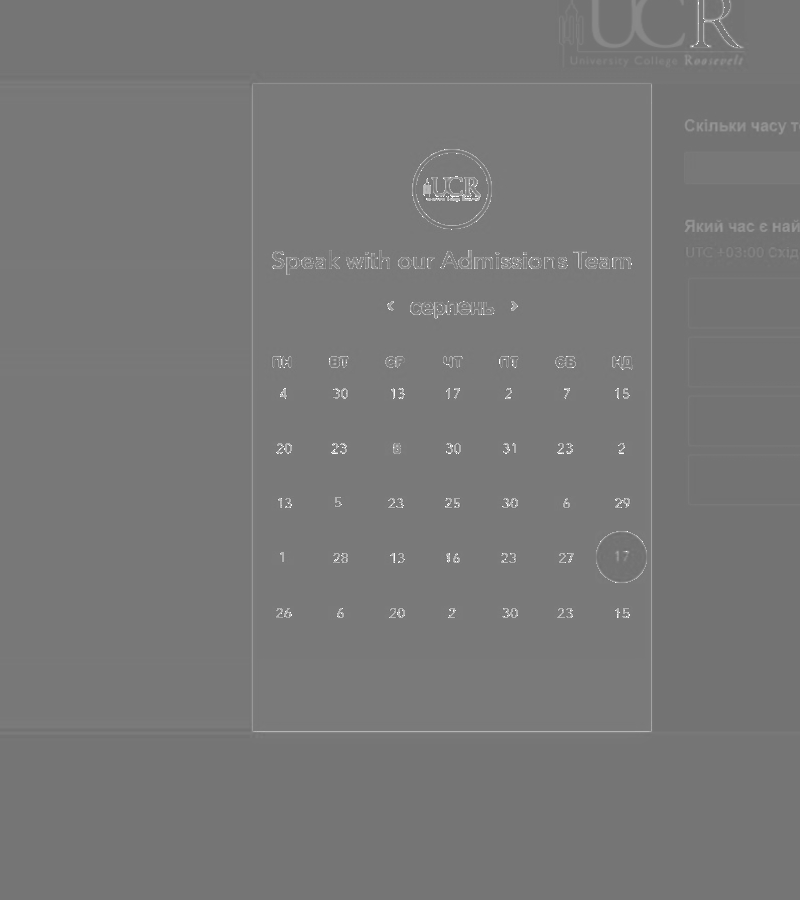 UCR
University College Roosevelt
Скільки часу т
UCR
Який час є най
UTC +03:00 Схід
Speak with our Admissions Team
‹ серпень ›
ПН ВТ СР ЧТ ПТ СБ НД
4 30 13 17 2 7 15
20 23 8 30 31 23 2
13 5 23 25 30 6 29
1 28 13 16 23 27 17
26 6 20 2 30 23 15